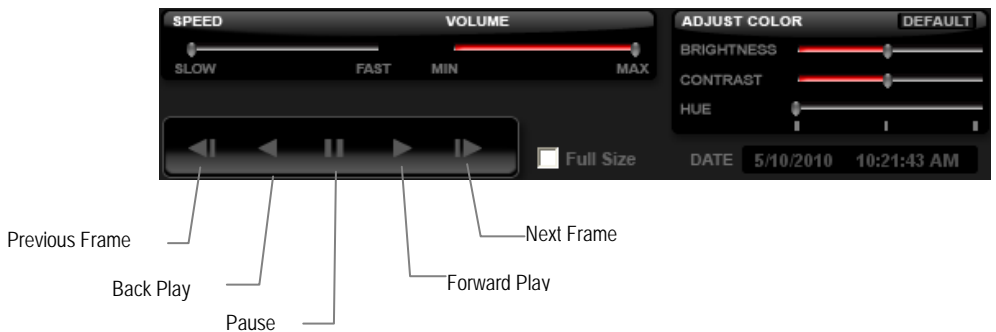 SPEED VOLUME
SLOW FAST MIN MAX
ADJUST COLOR DEFAULT
BRIGHTNESS
CONTRAST
HUE
Full Size DATE 5/10/2010 10:21:43 AM
Previous Frame Next Frame
Back Play Forward Play
Pause